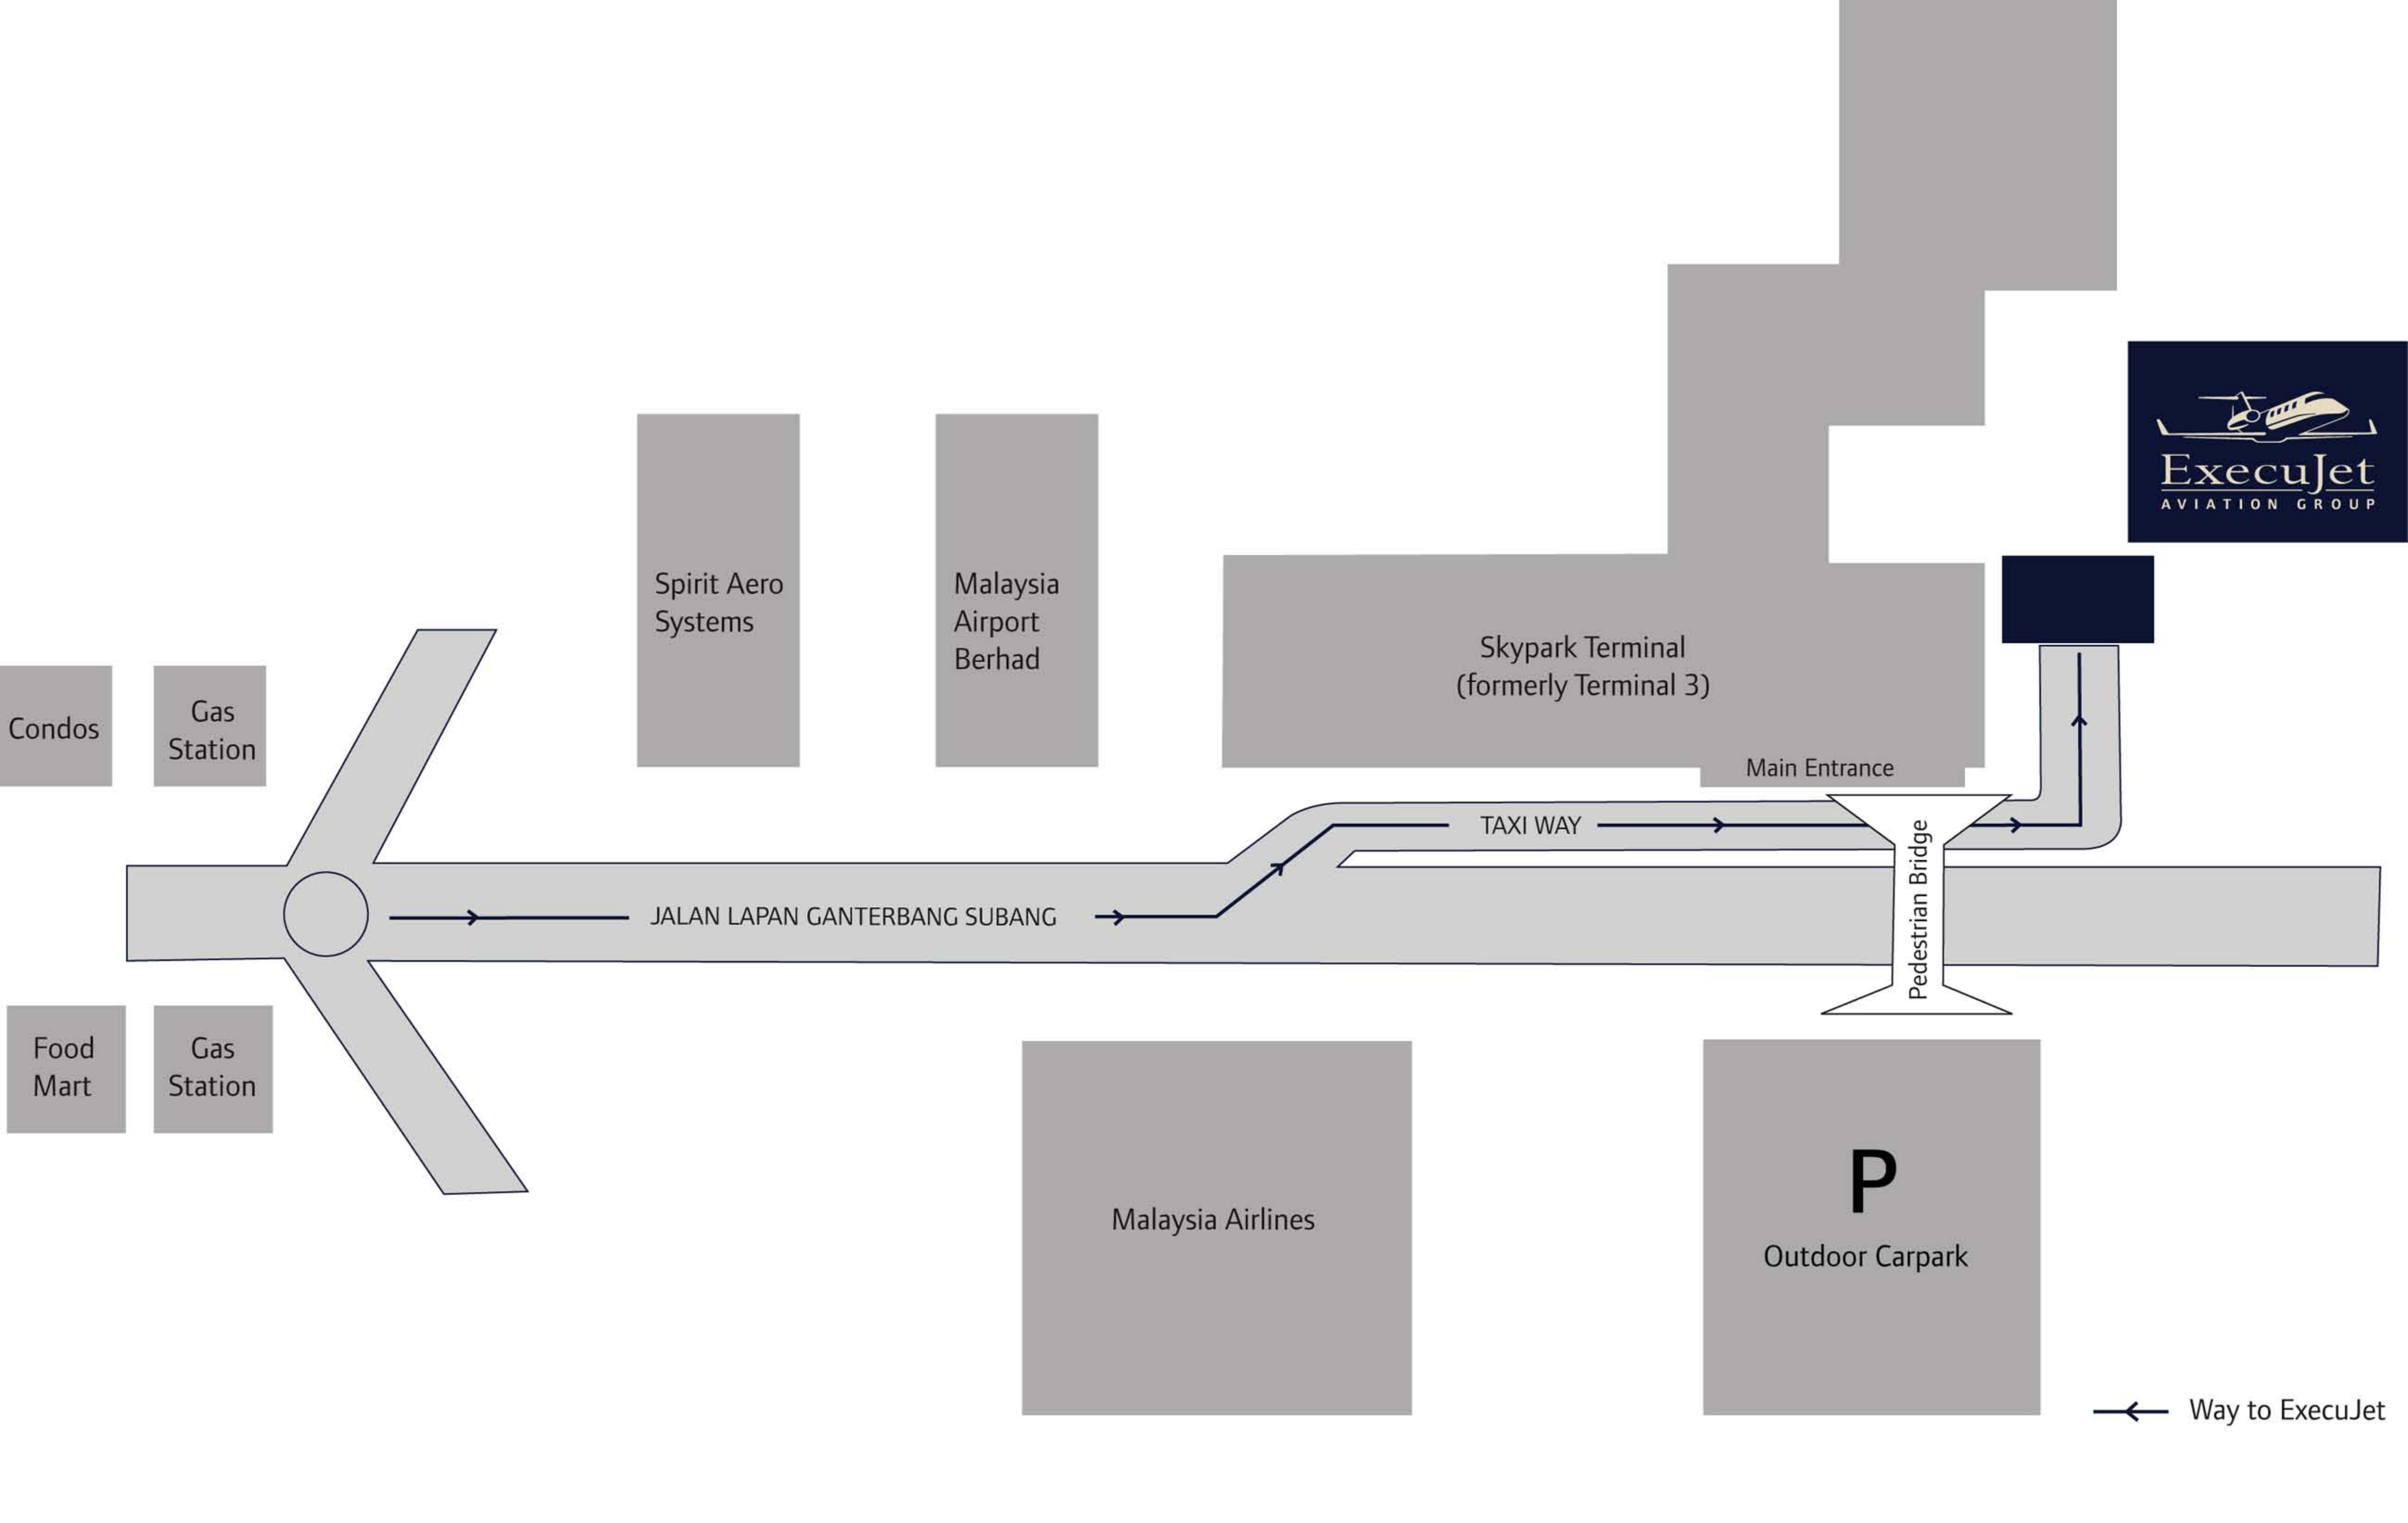 ExecuJet
AVIATION GROUP
Spirit Aero
Systems
Malaysia
Airport
Berhad
Skypark Terminal
(formerly Terminal 3)
Main Entrance
Condos
Gas
Station
TAXI WAY
JALAN LAPAN GANTERBANG SUBANG
Pedestrian Bridge
Food
Mart
Gas
Station
Malaysia Airlines
P
Outdoor Carpark
Way to ExecuJet